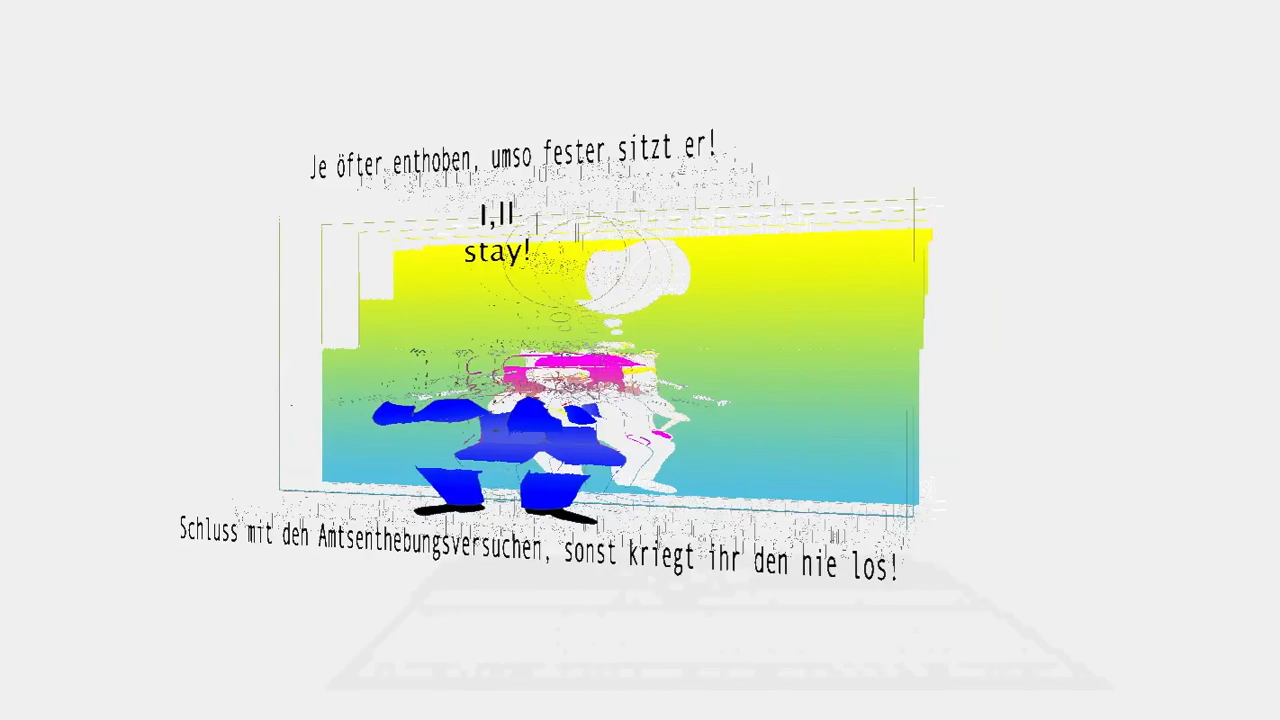 Je öfter enthoben, umso fester sitzt er!
I,ll
stay!
Schluss mit den Amtsenthebungsversuchen, sonst kriegt ihr den nie los!